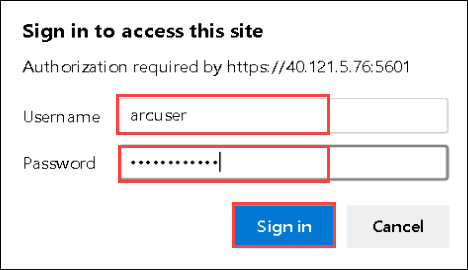 Sign in to access this site
Authorization required by https://40.121.5.76:5601
Username arcuser
Password ••••••••••••
Sign in Cancel